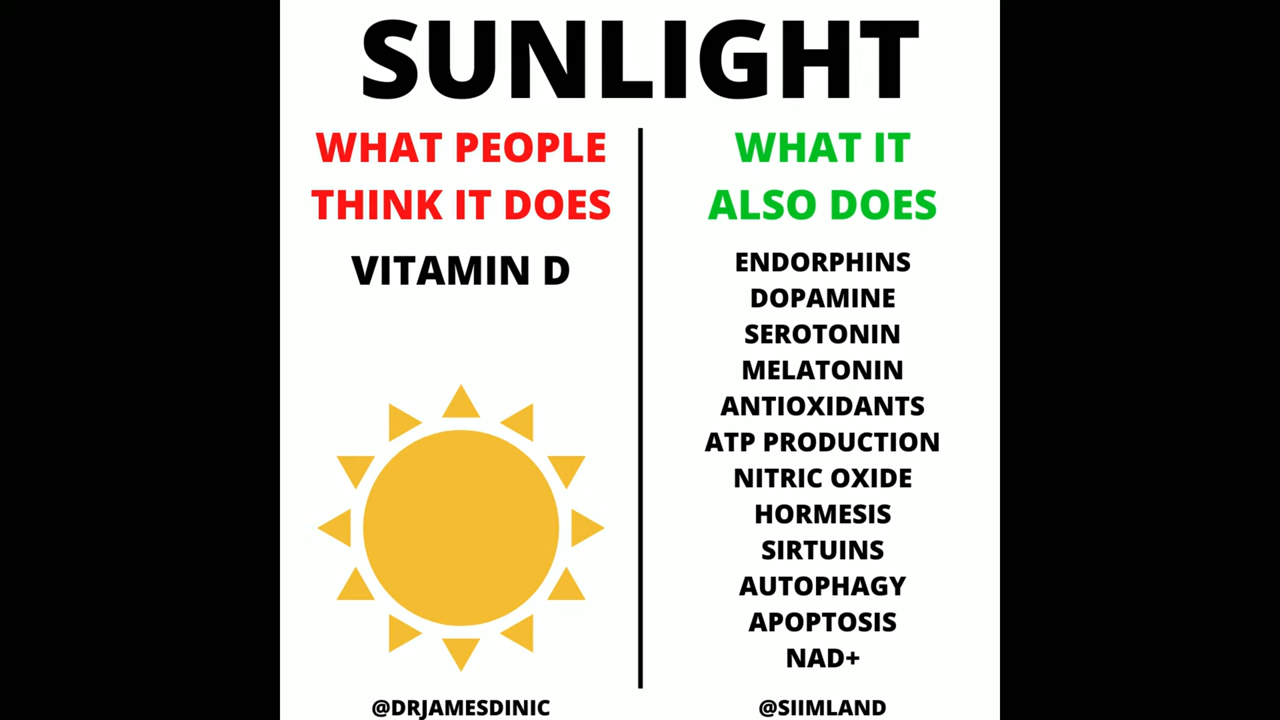 SUNLIGHT
WHAT PEOPLE
THINK IT DOES
VITAMIN D
@DRJAMESDINIC
WHAT IT
ALSO DOES
ENDORPHINS
DOPAMINE
SEROTONIN
MELATONIN
ANTIOXIDANTS
ATP PRODUCTION
NITRIC OXIDE
HORMESIS
SIRTUINS
AUTOPHAGY
APOPTOSIS
NAD+
@SIIMLAND